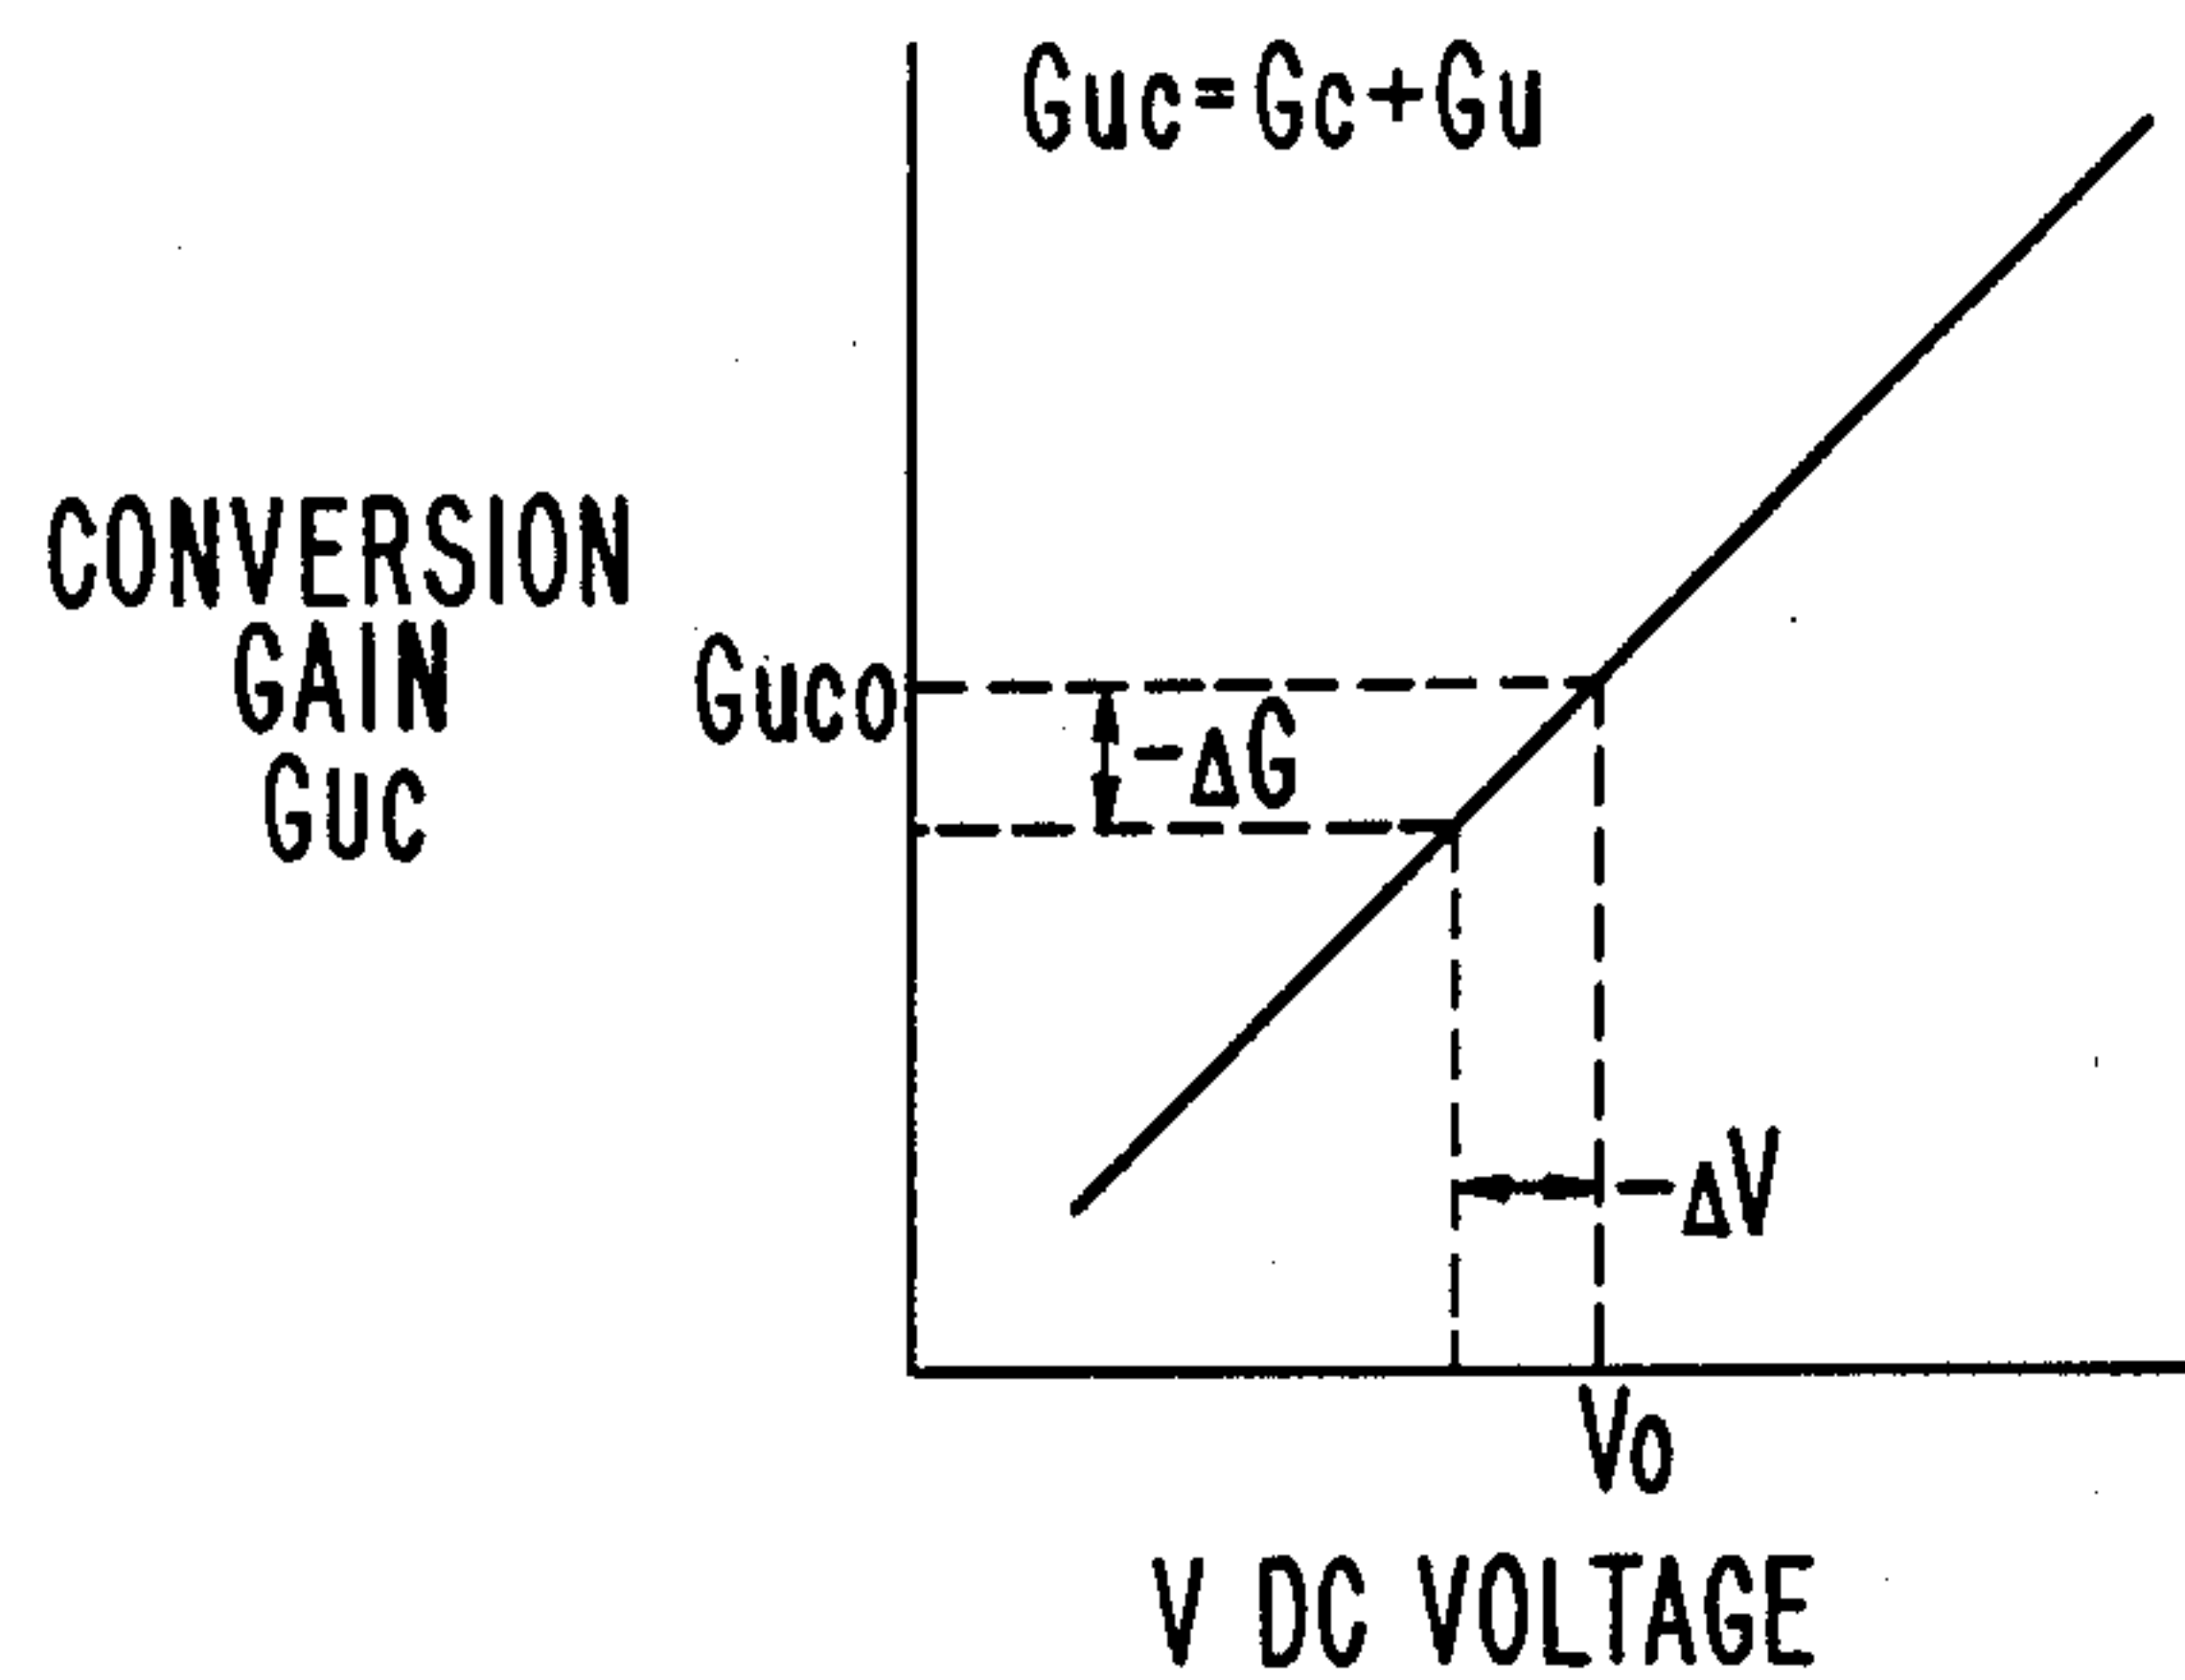 Guc=Gc+Gu
CONVERSION
GAIN
GUC
Guco
-ΔG
-ΔV
Vo
V DC VOLTAGE